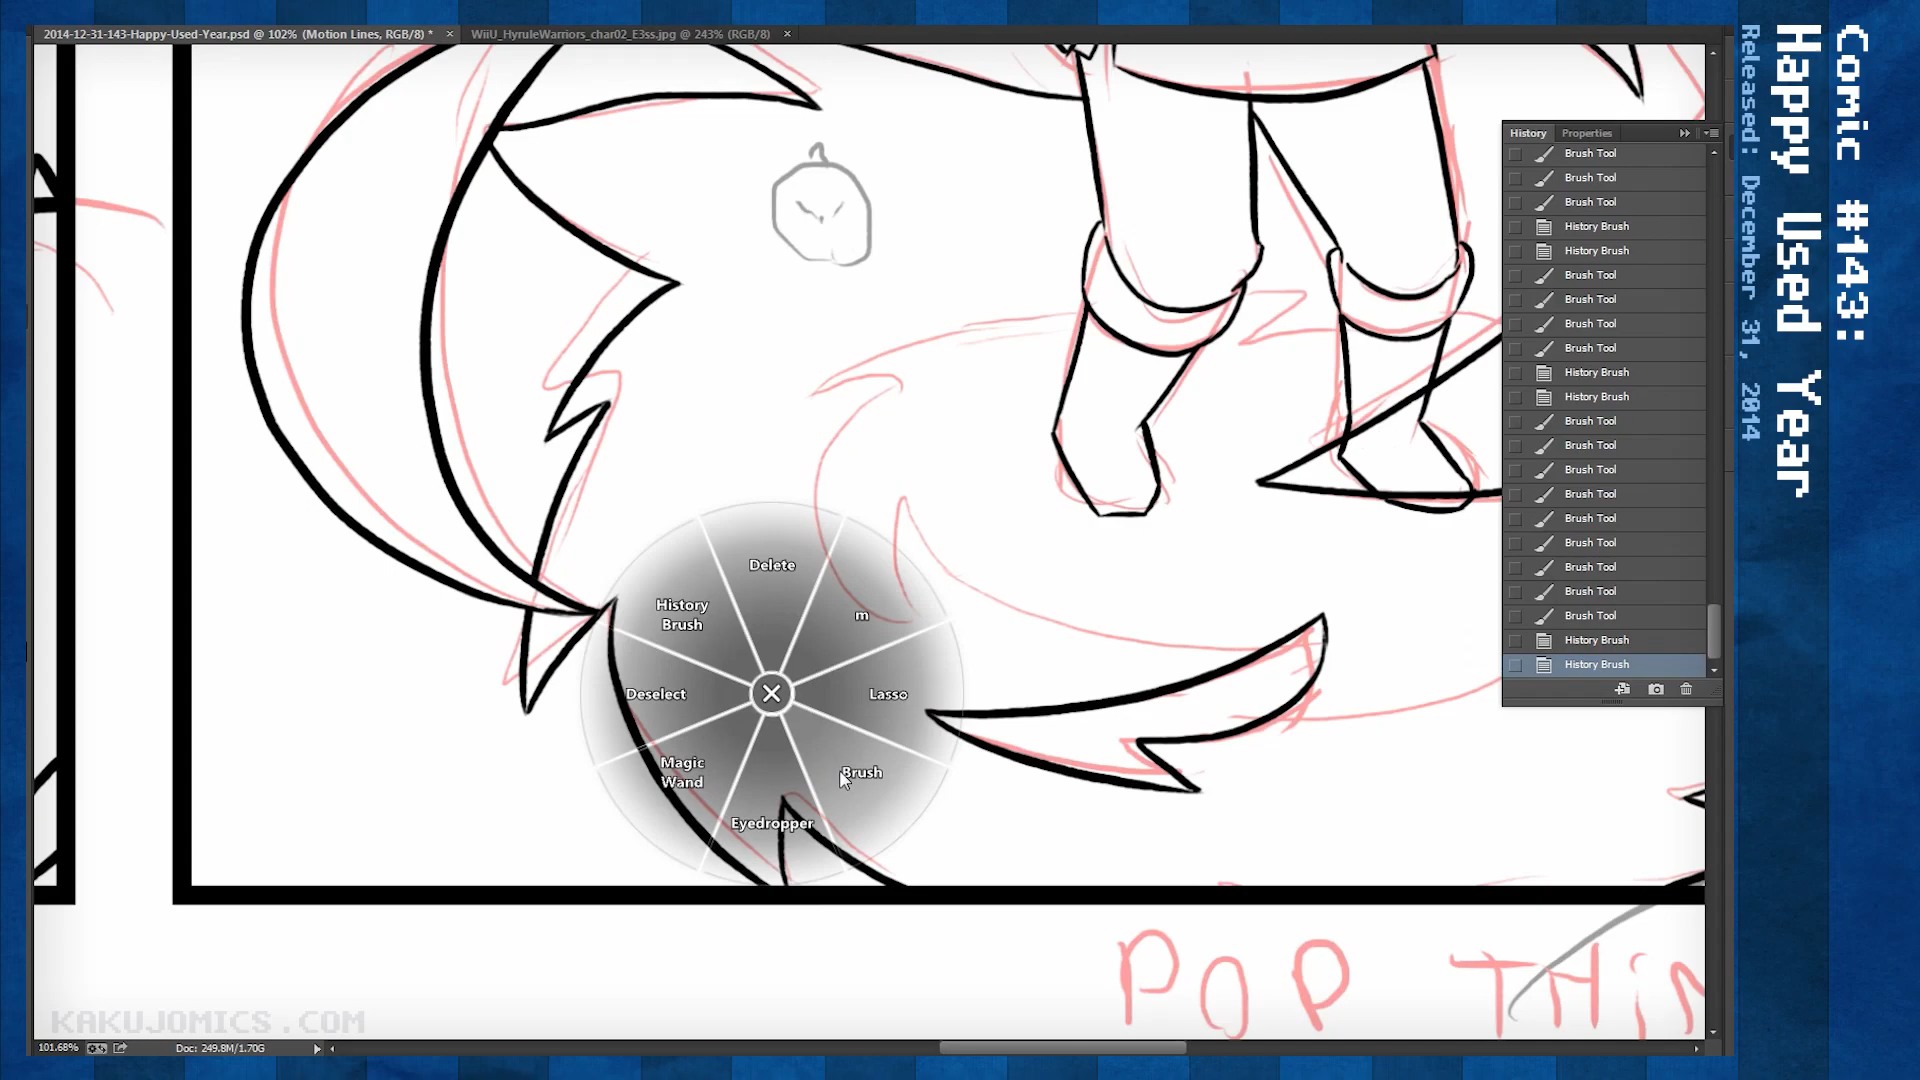 2014-12-31-143-Happy-Used-Year.psd @ 102% (Motion Lines, RGB/8) *
WiiU_HyruleWarriors_char02_E3ss.jpg @ 243% (RGB/8)
Comic #143:
Happy Used Year
Released: December 31, 2014
History
Properties
Brush Tool
Brush Tool
Brush Tool
History Brush
History Brush
Brush Tool
Brush Tool
Brush Tool
Brush Tool
History Brush
History Brush
Brush Tool
Brush Tool
Brush Tool
Brush Tool
Brush Tool
Brush Tool
Brush Tool
Brush Tool
Brush Tool
History Brush
History Brush
Delete
m
History
Brush
Lasso
Deselect
Brush
Magic
Wand
Eyedropper
POP THiN
KAKUJOMICS.COM
101.68%
Doc: 249.8M/1.70G